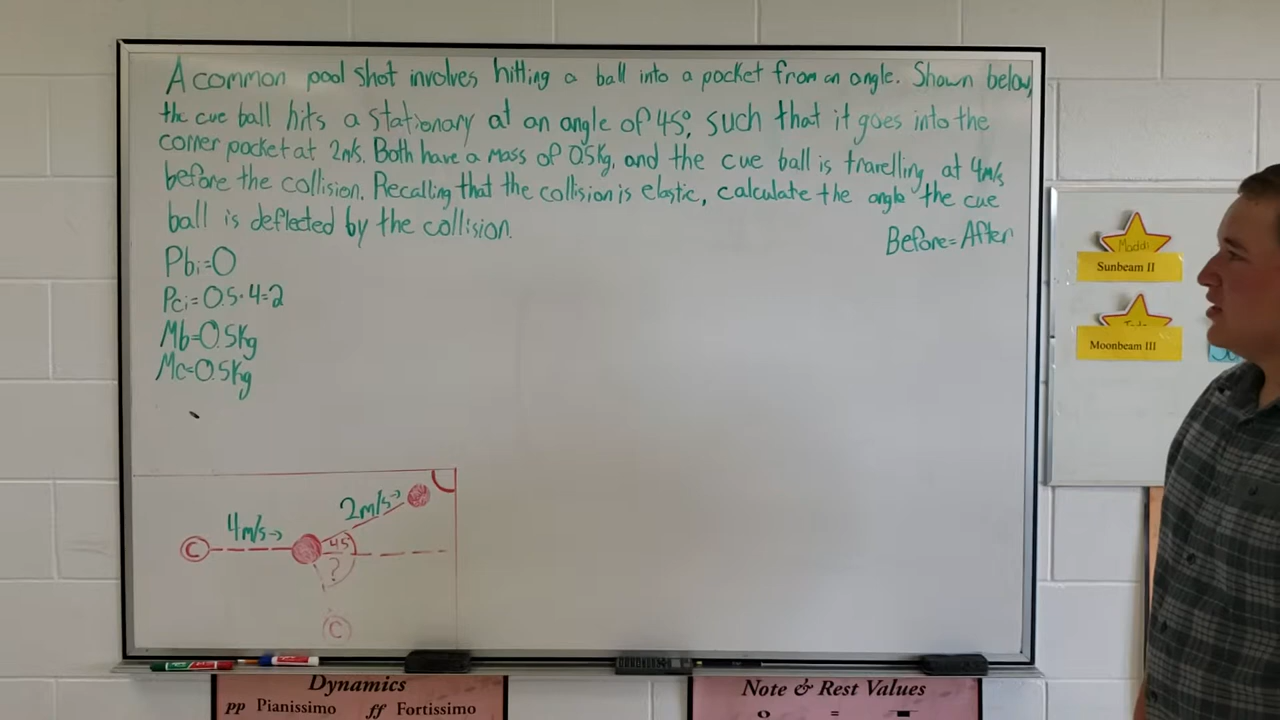 A common pool shot involves hitting a ball into a pocket from an angle. Shown below,
the cue ball hits a stationary at an angle of 45°, such that it goes into the
corner pocket at 2m/s. Both have a mass of 0.5Kg, and the cue ball is travelling at 4m/s
before the collision. Recalling that the collision is elastic, calculate the angle the cue
ball is deflected by the collision.
Before=After
Pbi=0
Pci=0.5·4=2
Mb=0.5Kg
Mc=0.5Kg
4m/s→
2m/s→
C
45
?
C
Maddi
Sunbeam II
Moonbeam III
Dynamics
pp Pianissimo ff Fortissimo
Note & Rest Values
=